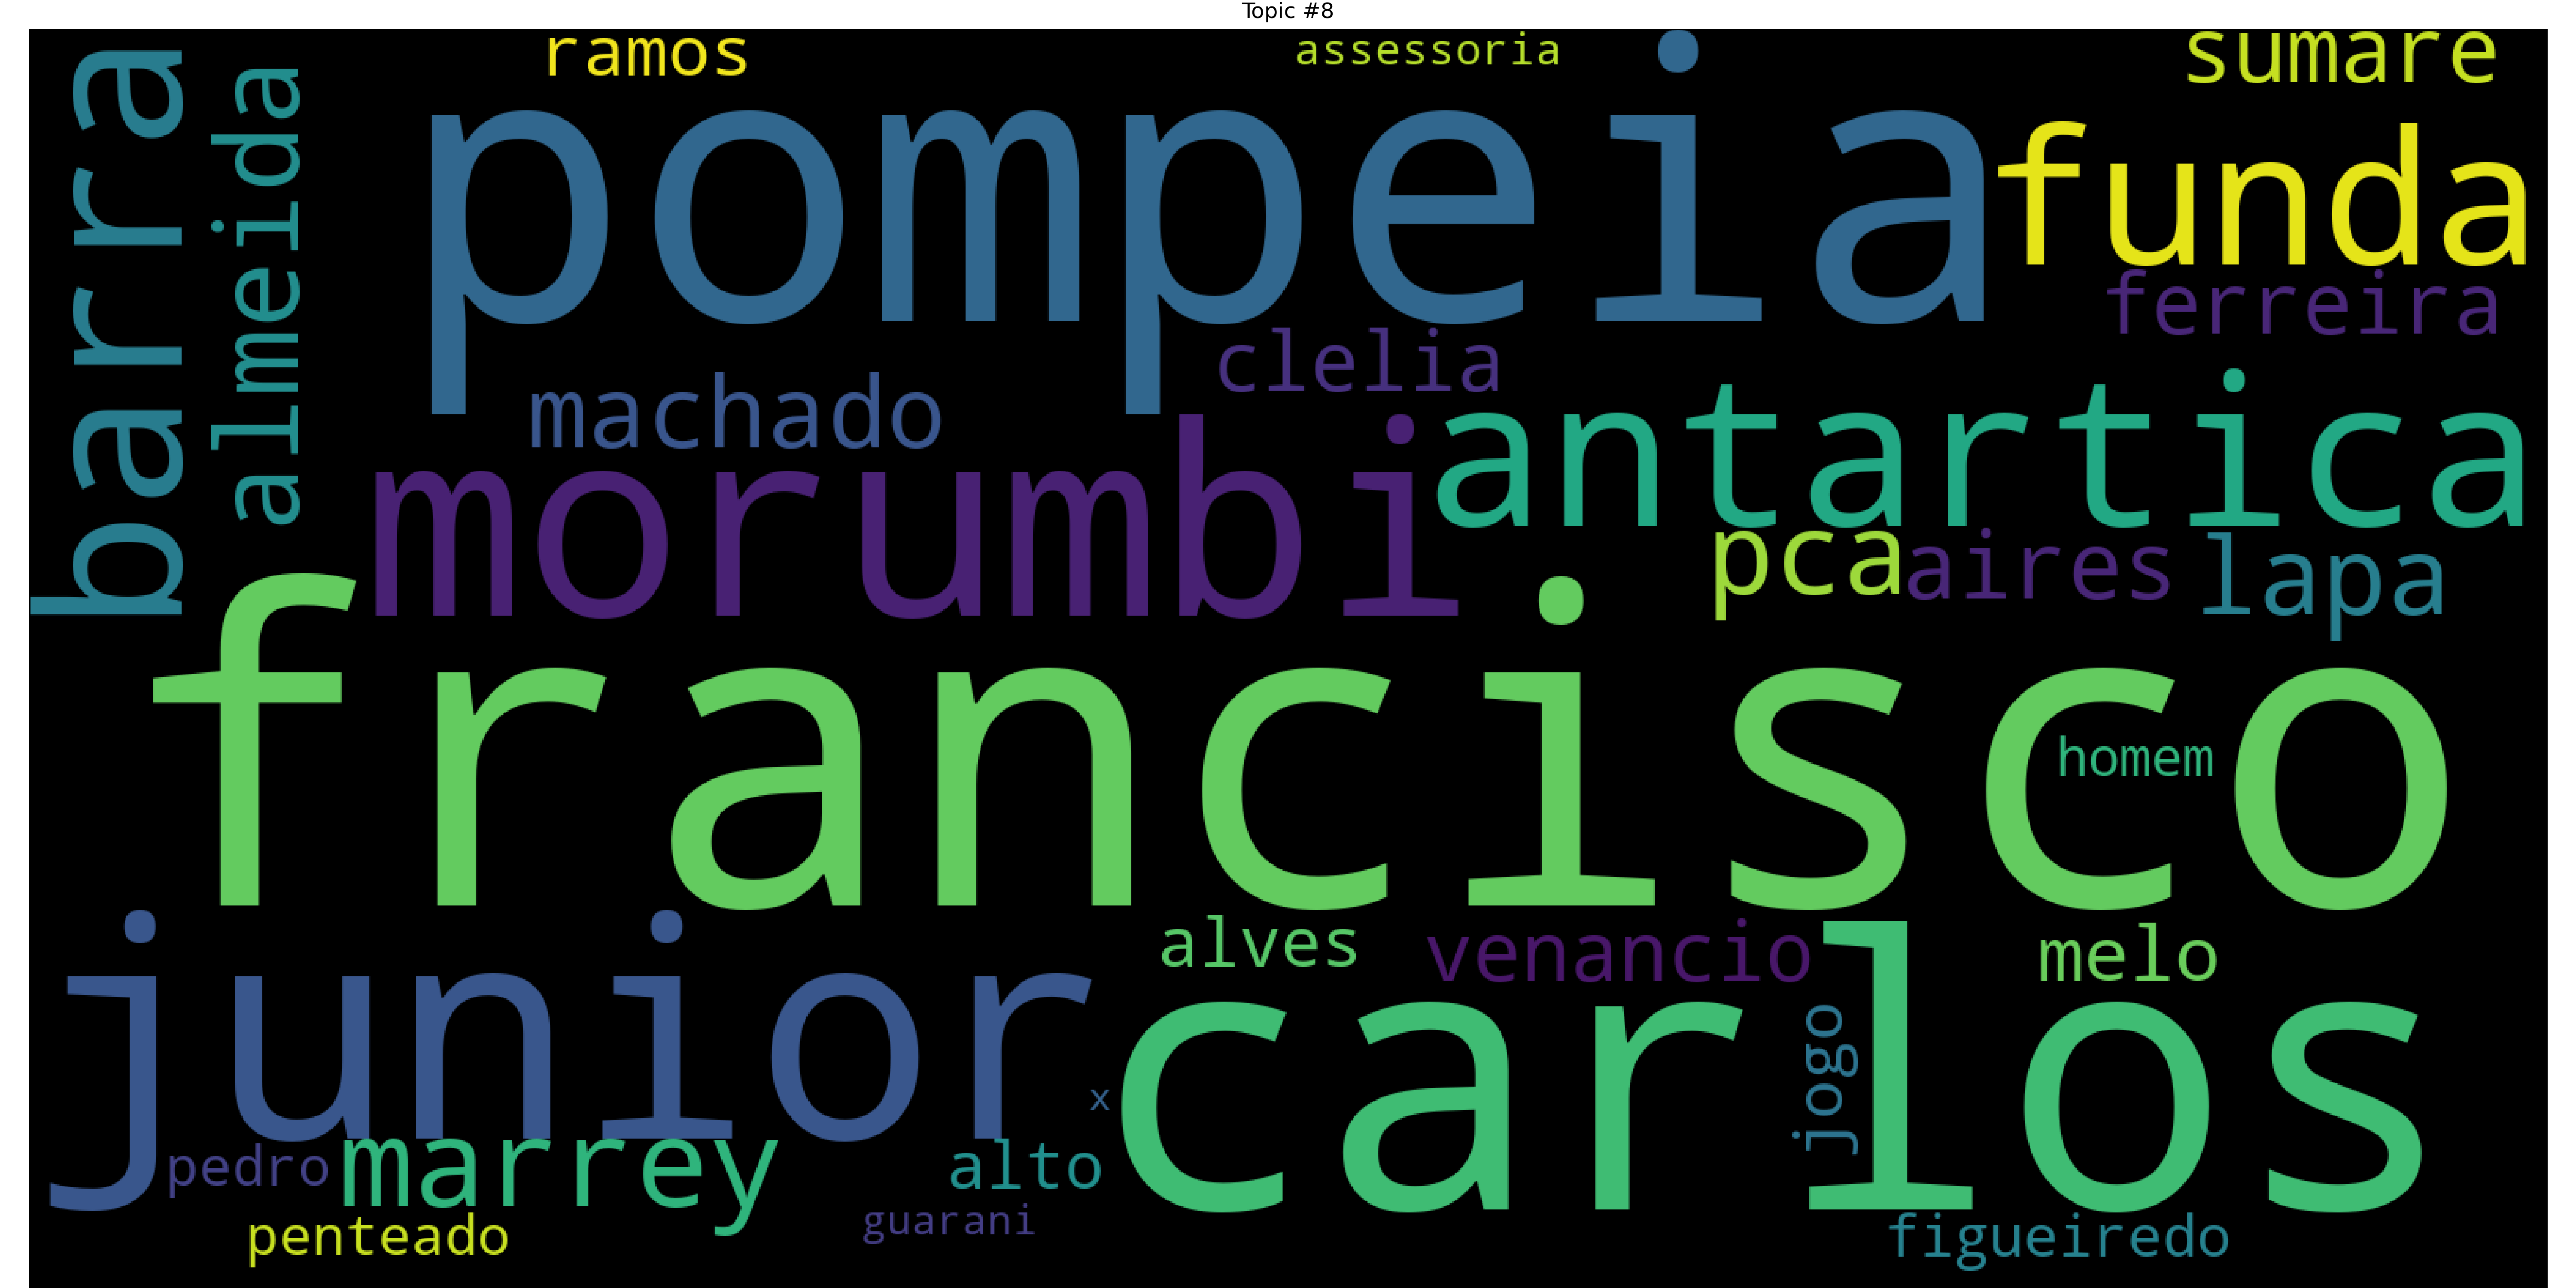 Topic #8
ramos
assessoria
sumare
barra
almeida
pompeia
funda
ferreira
clelia
machado
antartica
morumbi
pca
aires
lapa
francisco
homem
junior
alves
venancio
melo
carlos
jogo
x
pedro
marrey
alto
penteado
guarani
figueiredo